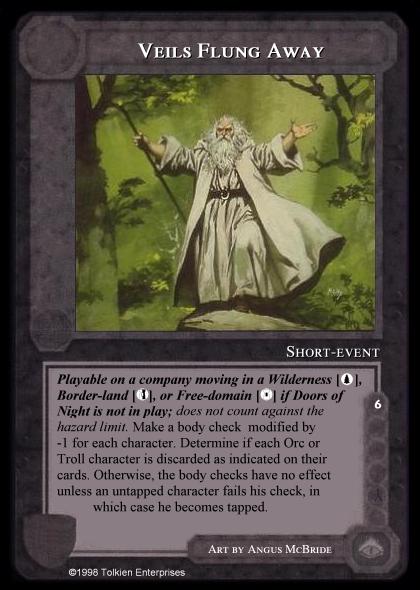 Veils Flung Away
Short-event
Playable on a company moving in a Wilderness [ ],
Border-land [ ], or Free-domain [ ] if Doors of
Night is not in play; does not count against the
hazard limit. Make a body check modified by
-1 for each character. Determine if each Orc or
Troll character is discarded as indicated on their
cards. Otherwise, the body checks have no effect
unless an untapped character fails his check, in
which case he becomes tapped.
6
Art by Angus McBride
©1998 Tolkien Enterprises